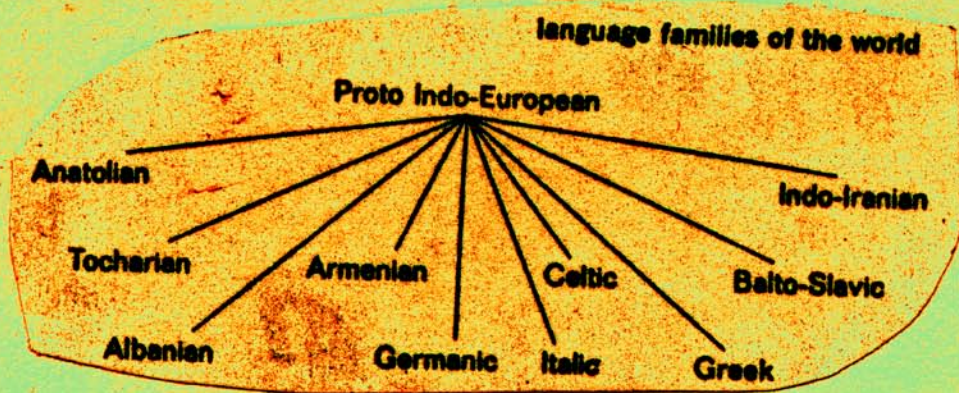 language families of the world
Proto Indo-European
Anatolian
Indo-Iranian
Tocharian
Armenian
Celtic
Balto-Slavic
Albanian
Germanic
Italic
Greek